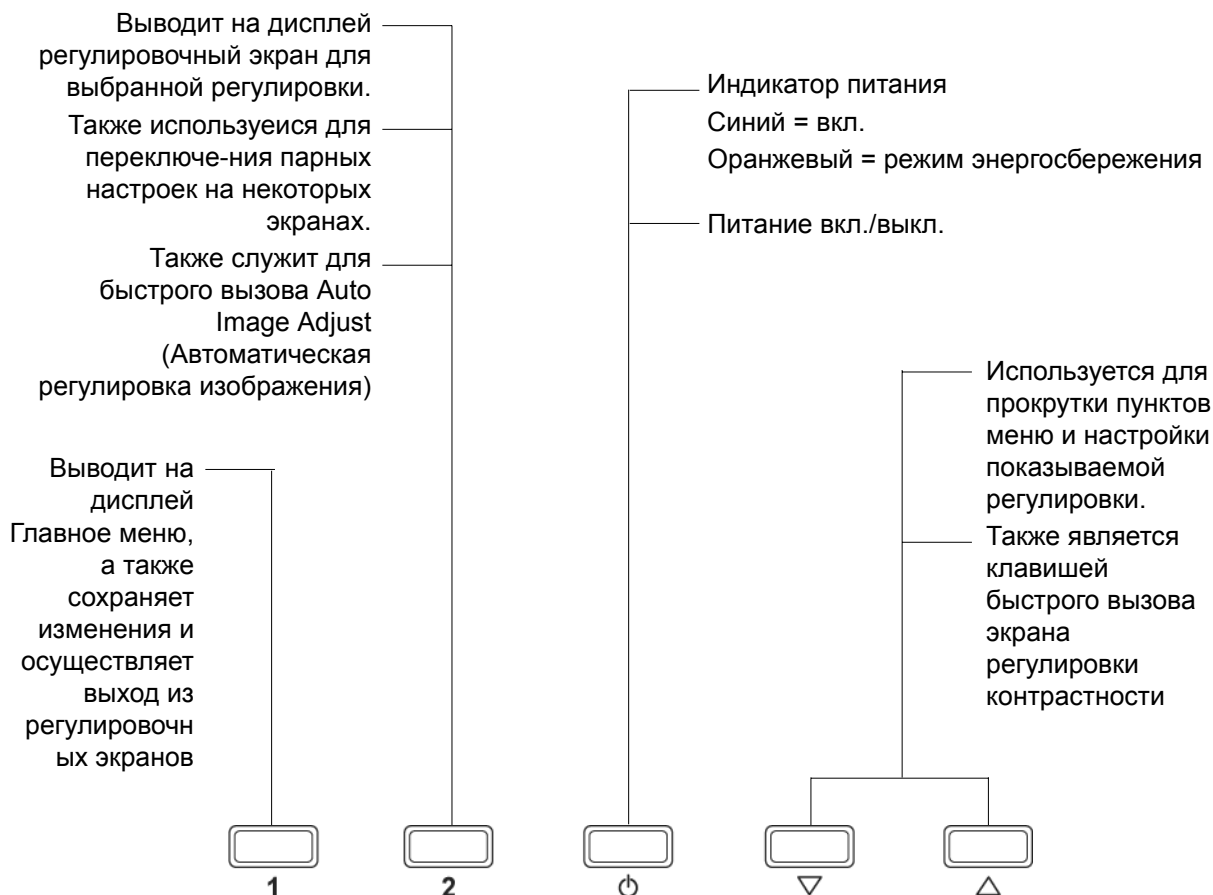 Выводит на дисплей
регулировочный экран для
выбранной регулировки.
Также используеися для
переключе-ния парных
настроек на некоторых
экранах.
Также служит для
быстрого вызова Auto
Image Adjust
(Автоматическая
регулировка изображения)
Выводит на
дисплей
Главное меню,
а также
сохраняет
изменения и
осуществляет
выход из
регулировочн
ых экранов
Индикатор питания
Синий = вкл.
Оранжевый = режим энергосбережения
Питание вкл./выкл.
Используется для
прокрутки пунктов
меню и настройки
показываемой
регулировки.
Также является
клавишей
быстрого вызова
экрана
регулировки
контрастности
1
2